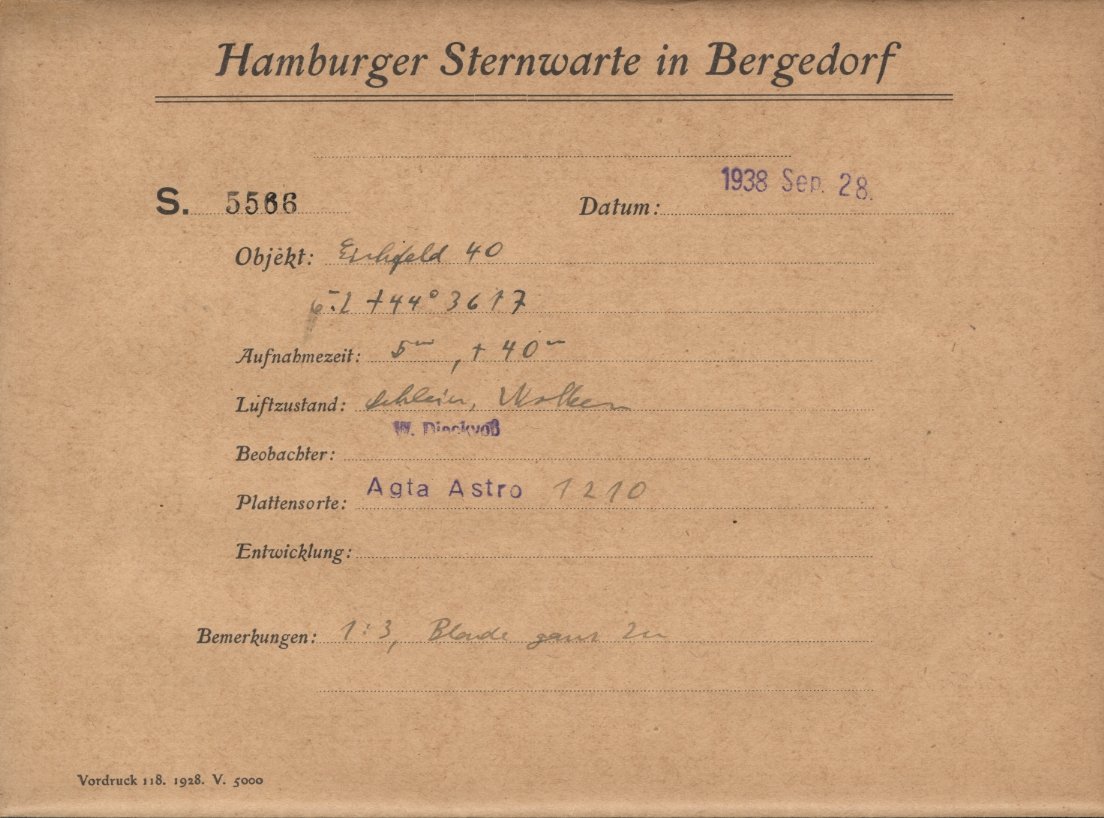 Hamburger Sternwarte in Bergedorf
S. 5566
Datum: 1938 Sep. 28.
Objekt: Eichfeld 40
+44° 3617
Aufnahmezeit: 5ᵐ, + 40ᵐ
Luftzustand: schleier, Wolken
W. Dieckvoß
Beobachter:
Plattensorte: Agfa Astro 1210
Entwicklung:
Bemerkungen: 1:3, Blende ganz zu
Vordruck 118. 1928. V. 5000